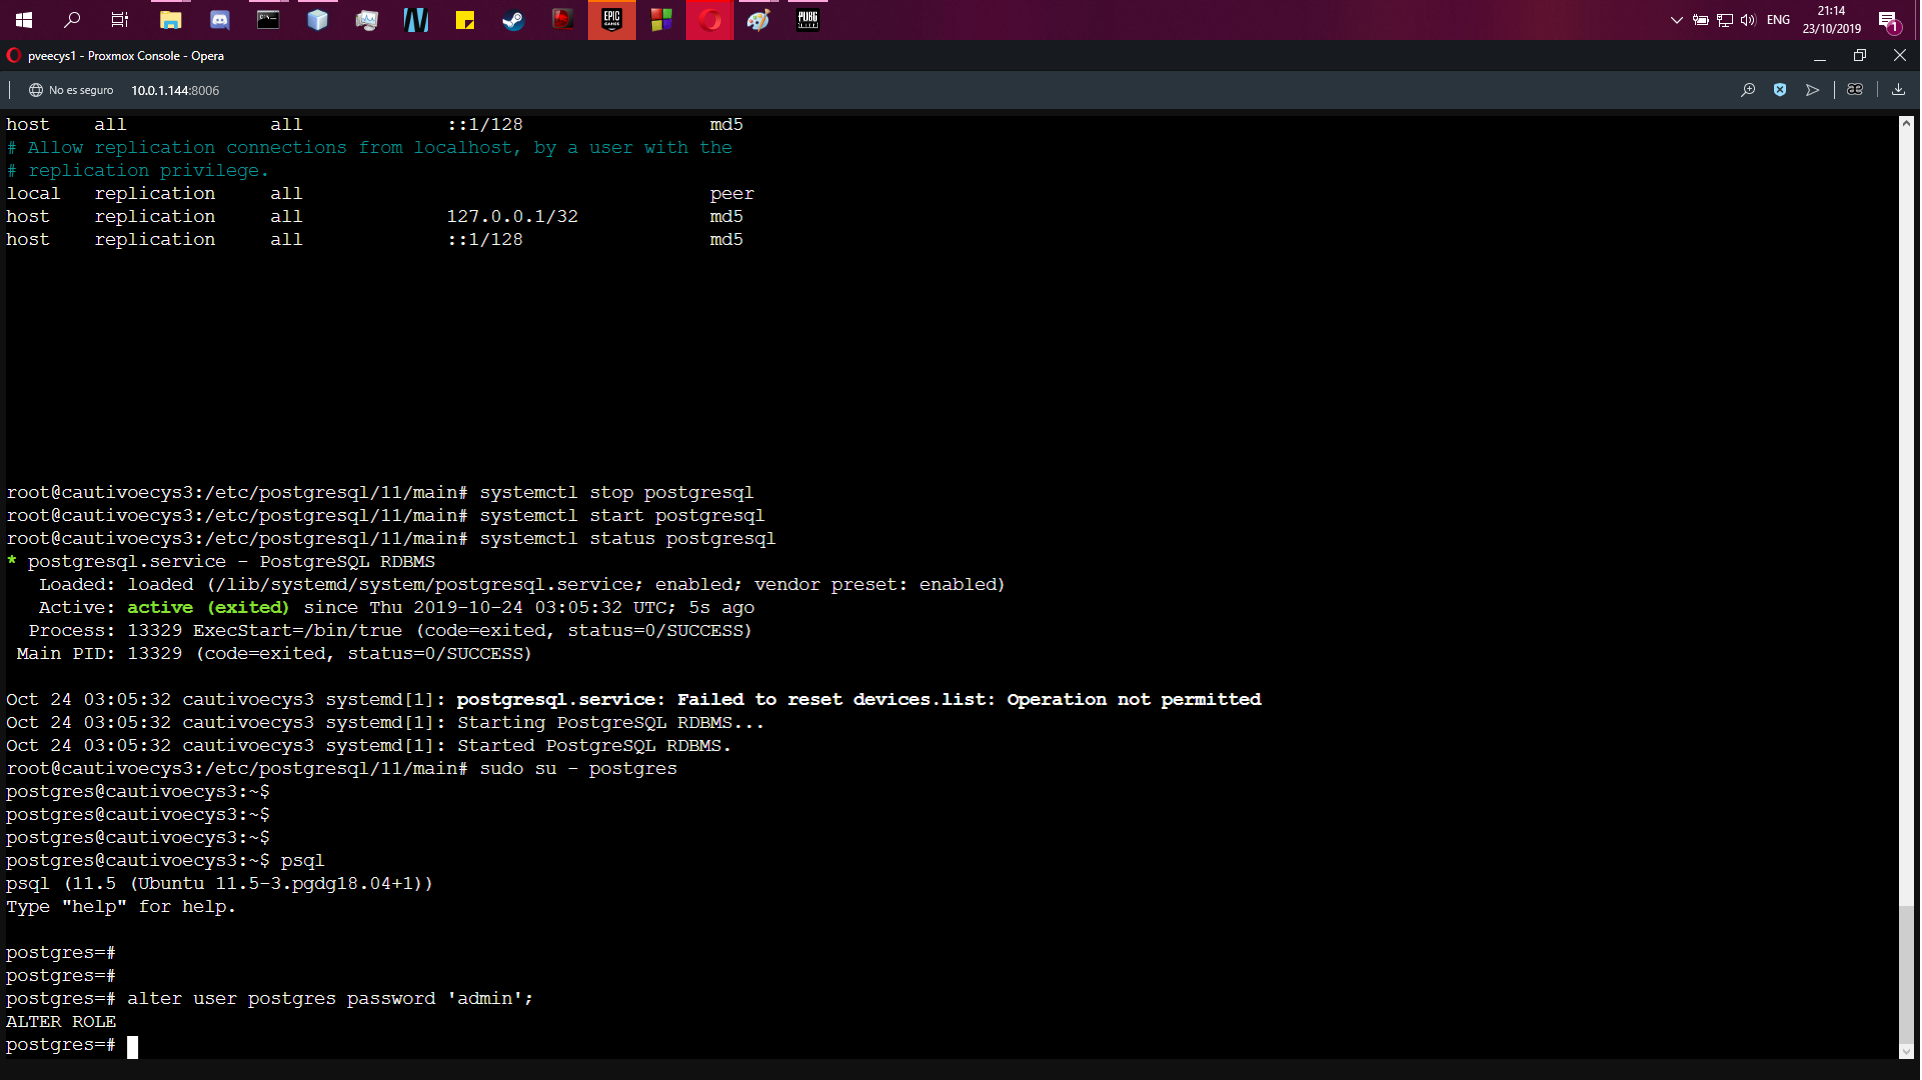 EPIC
GAMES
PUBG
ENG
21:14
23/10/2019
1
pveecys1 - Proxmox Console - Opera
No es seguro 10.0.1.144:8006
host all all ::1/128 md5
# Allow replication connections from localhost, by a user with the
# replication privilege.
local replication all peer
host replication all 127.0.0.1/32 md5
host replication all ::1/128 md5
root@cautivoecys3:/etc/postgresql/11/main# systemctl stop postgresql
root@cautivoecys3:/etc/postgresql/11/main# systemctl start postgresql
root@cautivoecys3:/etc/postgresql/11/main# systemctl status postgresql
* postgresql.service - PostgreSQL RDBMS
Loaded: loaded (/lib/systemd/system/postgresql.service; enabled; vendor preset: enabled)
Active: active (exited) since Thu 2019-10-24 03:05:32 UTC; 5s ago
Process: 13329 ExecStart=/bin/true (code=exited, status=0/SUCCESS)
Main PID: 13329 (code=exited, status=0/SUCCESS)
Oct 24 03:05:32 cautivoecys3 systemd[1]: postgresql.service: Failed to reset devices.list: Operation not permitted
Oct 24 03:05:32 cautivoecys3 systemd[1]: Starting PostgreSQL RDBMS...
Oct 24 03:05:32 cautivoecys3 systemd[1]: Started PostgreSQL RDBMS.
root@cautivoecys3:/etc/postgresql/11/main# sudo su - postgres
postgres@cautivoecys3:~$
postgres@cautivoecys3:~$
postgres@cautivoecys3:~$
postgres@cautivoecys3:~$ psql
psql (11.5 (Ubuntu 11.5-3.pgdg18.04+1))
Type "help" for help.
postgres=#
postgres=#
postgres=# alter user postgres password 'admin';
ALTER ROLE
postgres=#